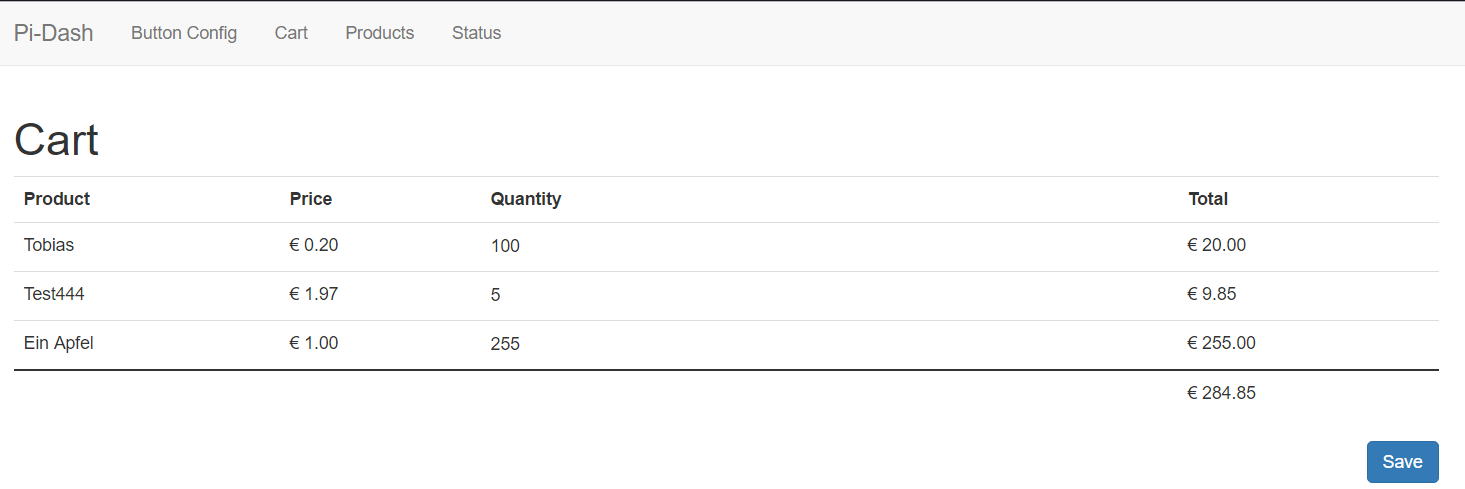 Pi-Dash Button Config Cart Products Status
Cart
Product Price Quantity Total
Tobias € 0.20 100 € 20.00
Test444 € 1.97 5 € 9.85
Ein Apfel € 1.00 255 € 255.00
€ 284.85
Save